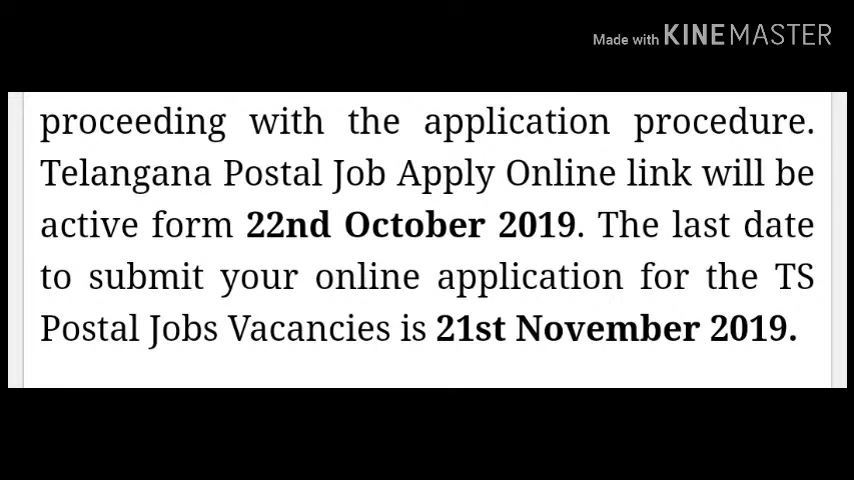 Made with KINEMASTER
proceeding with the application procedure.
Telangana Postal Job Apply Online link will be
active form 22nd October 2019. The last date
to submit your online application for the TS
Postal Jobs Vacancies is 21st November 2019.